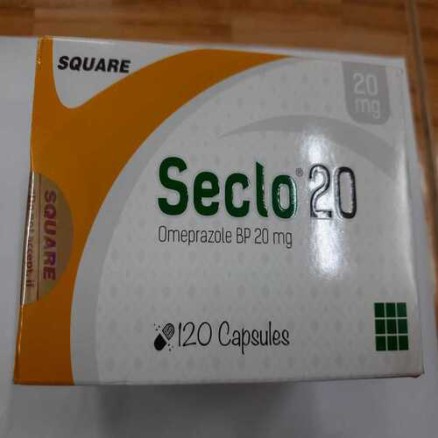 SQUARE
20
mg
Seclo® 20
Omeprazole BP 20 mg
120 Capsules
SQUARE